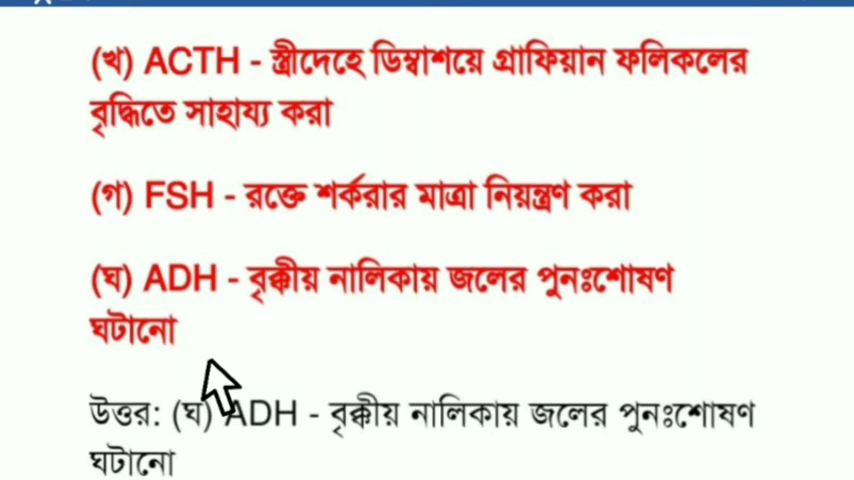 (খ) ACTH - স্ত্রীদেহে ডিম্বাশয়ে গ্রাফিয়ান ফলিকলের
বৃদ্ধিতে সাহায্য করা
(গ) FSH - রক্তে শর্করার মাত্রা নিয়ন্ত্রণ করা
(ঘ) ADH - বৃক্কীয় নালিকায় জলের পুনঃশোষণ
ঘটানো
উত্তর: (ঘ) ADH - বৃক্কীয় নালিকায় জলের পুনঃশোষণ
ঘটানো